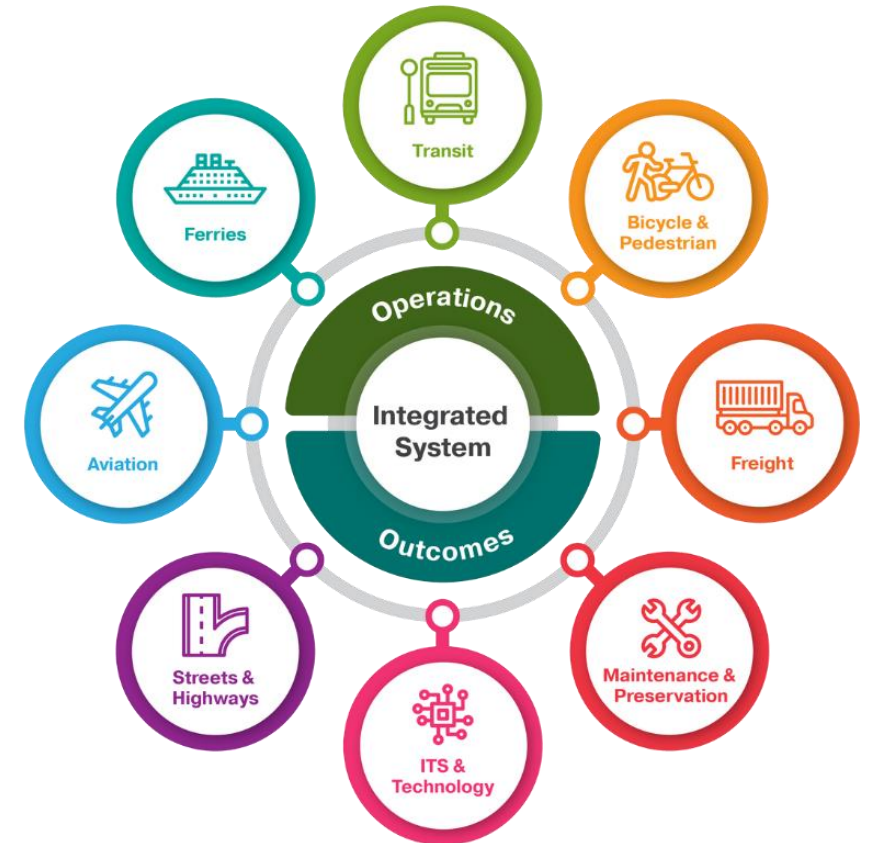 Transit
Bicycle &
Pedestrian
Freight
Maintenance &
Preservation
ITS &
Technology
Streets &
Highways
Aviation
Ferries
Operations
Integrated
System
Outcomes